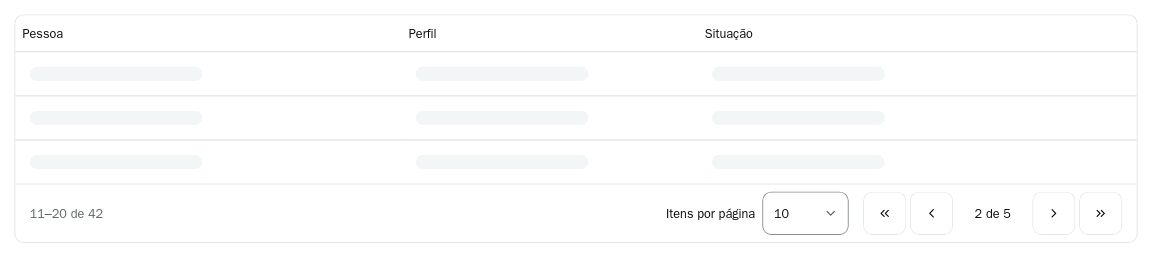 Pessoa Perfil Situação
11–20 de 42 Itens por página 10 2 de 5